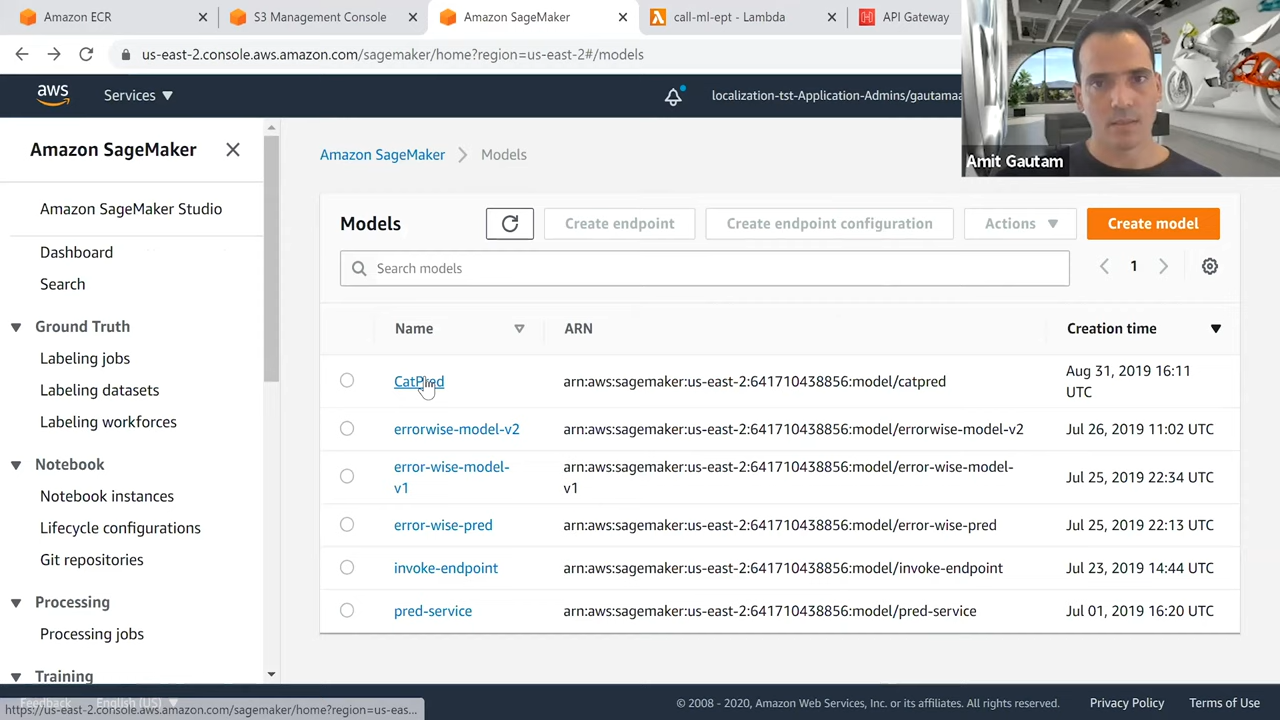 Amazon ECR
S3 Management Console
Amazon SageMaker
call-ml-ept - Lambda
API Gateway
us-east-2.console.aws.amazon.com/sagemaker/home?region=us-east-2#/models
aws
Services
localization-tst-Application-Admins/gautamaa
Amit Gautam
Amazon SageMaker
Amazon SageMaker Studio
Dashboard
Search
Ground Truth
Labeling jobs
Labeling datasets
Labeling workforces
Notebook
Notebook instances
Lifecycle configurations
Git repositories
Processing
Processing jobs
Training
Amazon SageMaker
Models
Models
Create endpoint
Create endpoint configuration
Actions
Create model
Search models
1
Name
ARN
Creation time
CatPred
arn:aws:sagemaker:us-east-2:641710438856:model/catpred
Aug 31, 2019 16:11
UTC
errorwise-model-v2
arn:aws:sagemaker:us-east-2:641710438856:model/errorwise-model-v2
Jul 26, 2019 11:02 UTC
error-wise-model-
v1
arn:aws:sagemaker:us-east-2:641710438856:model/error-wise-model-
v1
Jul 25, 2019 22:34 UTC
error-wise-pred
arn:aws:sagemaker:us-east-2:641710438856:model/error-wise-pred
Jul 25, 2019 22:13 UTC
invoke-endpoint
arn:aws:sagemaker:us-east-2:641710438856:model/invoke-endpoint
Jul 23, 2019 14:44 UTC
pred-service
arn:aws:sagemaker:us-east-2:641710438856:model/pred-service
Jul 01, 2019 16:20 UTC
Feedback
English (US)
https://us-east-2.console.aws.amazon.com/sagemaker/home?region=us-eas...
© 2008 - 2020, Amazon Web Services, Inc. or its affiliates. All rights reserved.
Privacy Policy
Terms of Use